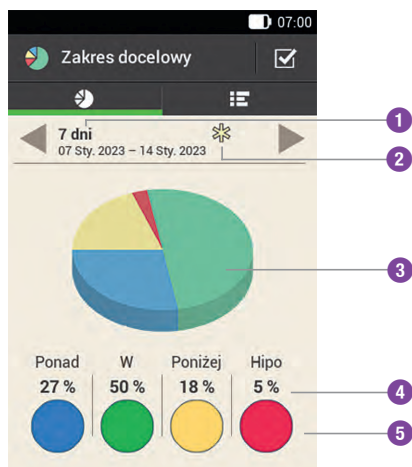 07:00
Zakres docelowy
7 dni
07 Sty. 2023 – 14 Sty. 2023
1
2
3
Ponad W Poniżej Hipo
27 % 50 % 18 % 5 %
4
5